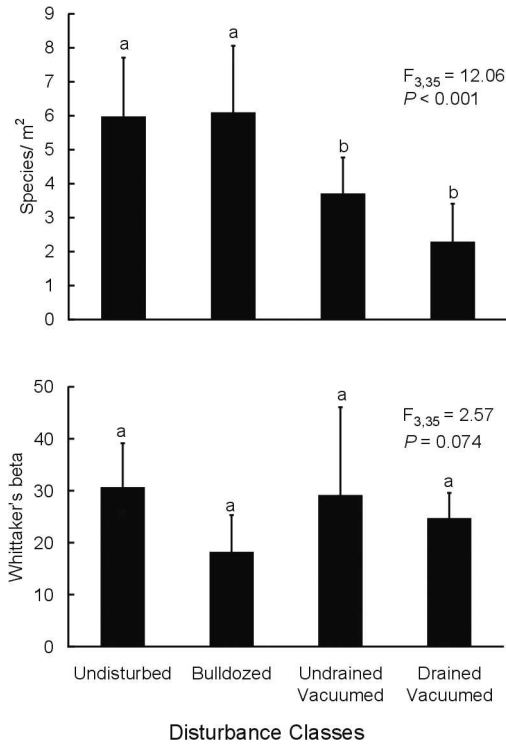 9
8
7
6
5
4
3
2
1
0
Species/ m²
a
a
b
b
F3,35 = 12.06
P < 0.001
50
40
30
20
10
0
Whittaker's beta
a
a
a
a
F3,35 = 2.57
P = 0.074
Undisturbed
Bulldozed
Undrained
Vacuumed
Drained
Vacuumed
Disturbance Classes